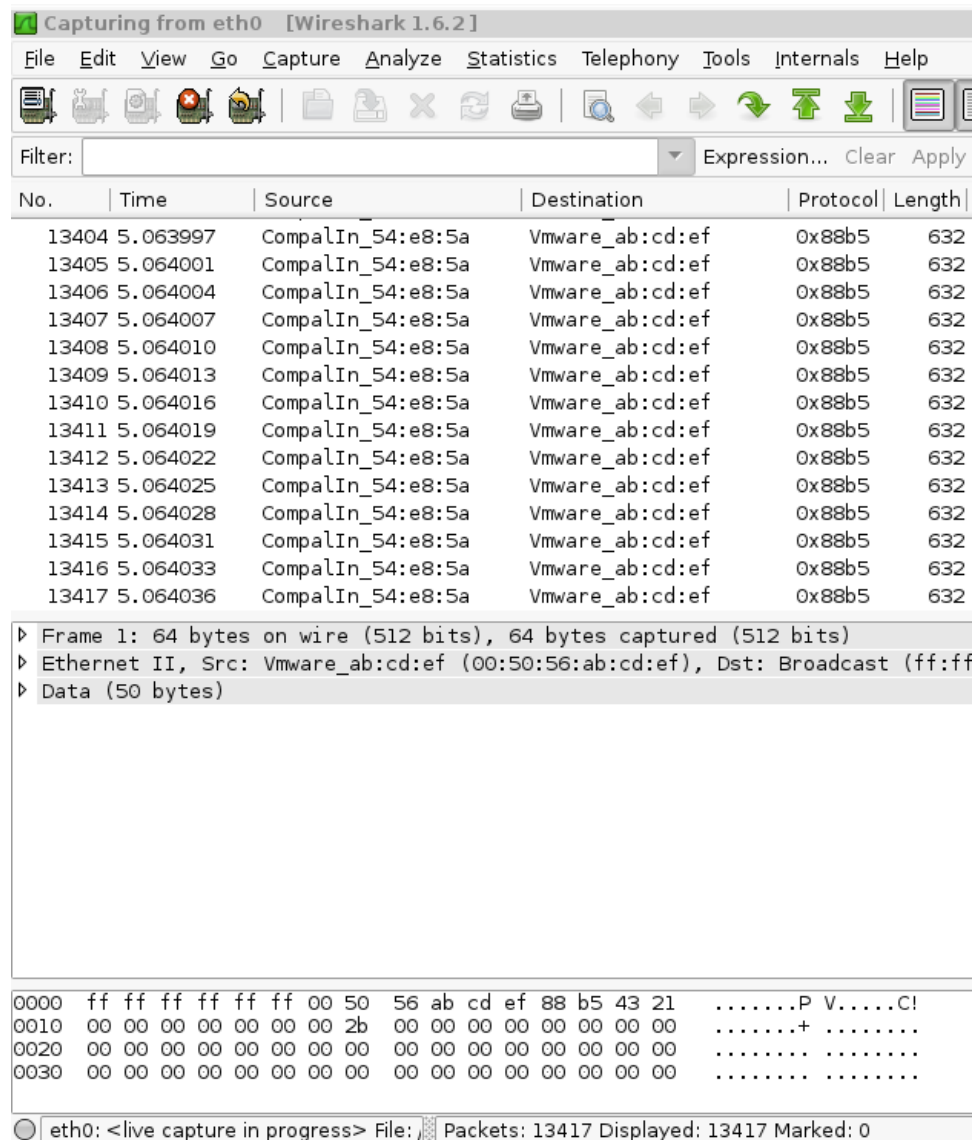 Capturing from eth0 [Wireshark 1.6.2]
File Edit View Go Capture Analyze Statistics Telephony Tools Internals Help
Filter: Expression... Clear Apply
No. Time Source Destination Protocol Length
13404 5.063997 CompalIn_54:e8:5a Vmware_ab:cd:ef 0x88b5 632
13405 5.064001 CompalIn_54:e8:5a Vmware_ab:cd:ef 0x88b5 632
13406 5.064004 CompalIn_54:e8:5a Vmware_ab:cd:ef 0x88b5 632
13407 5.064007 CompalIn_54:e8:5a Vmware_ab:cd:ef 0x88b5 632
13408 5.064010 CompalIn_54:e8:5a Vmware_ab:cd:ef 0x88b5 632
13409 5.064013 CompalIn_54:e8:5a Vmware_ab:cd:ef 0x88b5 632
13410 5.064016 CompalIn_54:e8:5a Vmware_ab:cd:ef 0x88b5 632
13411 5.064019 CompalIn_54:e8:5a Vmware_ab:cd:ef 0x88b5 632
13412 5.064022 CompalIn_54:e8:5a Vmware_ab:cd:ef 0x88b5 632
13413 5.064025 CompalIn_54:e8:5a Vmware_ab:cd:ef 0x88b5 632
13414 5.064028 CompalIn_54:e8:5a Vmware_ab:cd:ef 0x88b5 632
13415 5.064031 CompalIn_54:e8:5a Vmware_ab:cd:ef 0x88b5 632
13416 5.064033 CompalIn_54:e8:5a Vmware_ab:cd:ef 0x88b5 632
13417 5.064036 CompalIn_54:e8:5a Vmware_ab:cd:ef 0x88b5 632
Frame 1: 64 bytes on wire (512 bits), 64 bytes captured (512 bits)
Ethernet II, Src: Vmware_ab:cd:ef (00:50:56:ab:cd:ef), Dst: Broadcast (ff:ff
Data (50 bytes)
0000 ff ff ff ff ff ff 00 50 56 ab cd ef 88 b5 43 21 .......P V.....C!
0010 00 00 00 00 00 00 00 2b 00 00 00 00 00 00 00 00 .......+ ........
0020 00 00 00 00 00 00 00 00 00 00 00 00 00 00 00 00 ........ ........
0030 00 00 00 00 00 00 00 00 00 00 00 00 00 00 00 00 ........ ........
eth0: <live capture in progress> File: / Packets: 13417 Displayed: 13417 Marked: 0